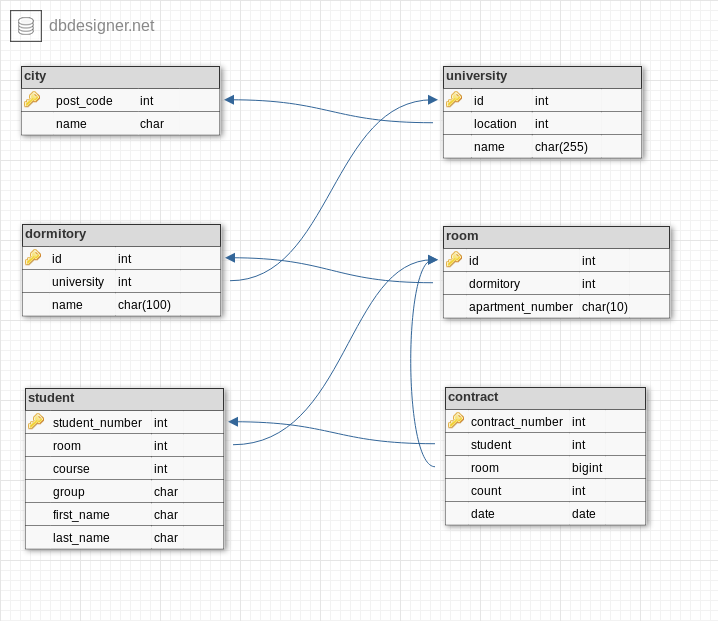 dbdesigner.net
city
post_code int
name char
university
id int
location int
name char(255)
dormitory
id int
university int
name char(100)
room
id int
dormitory int
apartment_number char(10)
student
student_number int
room int
course int
group char
first_name char
last_name char
contract
contract_number int
student int
room bigint
count int
date date